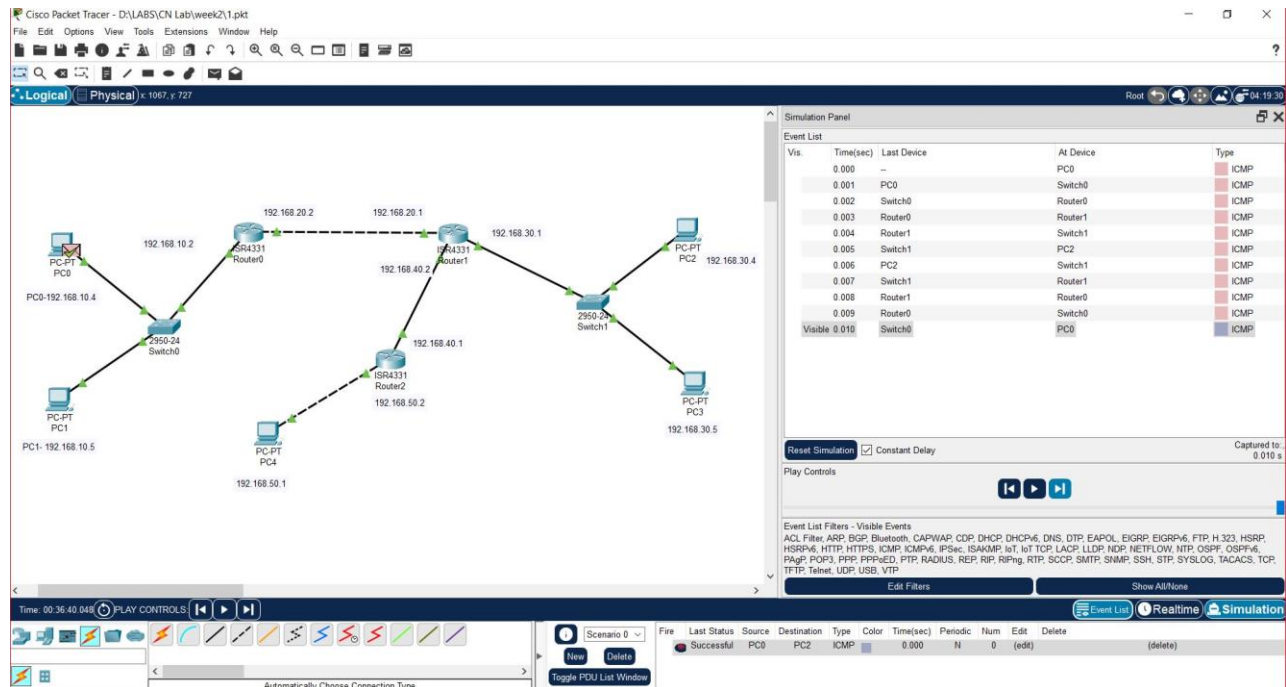 Cisco Packet Tracer - D:\LABS\CN Lab\week2\1.pkt
File Edit Options View Tools Extensions Window Help
?
Logical Physical x: 1067, y: 727 Root 04:19:30
192.168.20.2 192.168.20.1
192.168.10.2 192.168.30.1
PC-PT
PC0
PC0-192.168.10.4
ISR4331
Router0
ISR4331
Router1
192.168.40.2
PC-PT
PC2
192.168.30.4
2950-24
Switch0
2950-24
Switch1
192.168.40.1
ISR4331
Router2
192.168.50.2
PC-PT
PC1
PC1- 192.168.10.5
PC-PT
PC4
192.168.50.1
PC-PT
PC3
192.168.30.5
Simulation Panel
Event List
Vis. Time(sec) Last Device At Device Type
0.000 -- PC0 ICMP
0.001 PC0 Switch0 ICMP
0.002 Switch0 Router0 ICMP
0.003 Router0 Router1 ICMP
0.004 Router1 Switch1 ICMP
0.005 Switch1 PC2 ICMP
0.006 PC2 Switch1 ICMP
0.007 Switch1 Router1 ICMP
0.008 Router1 Router0 ICMP
0.009 Router0 Switch0 ICMP
Visible 0.010 Switch0 PC0 ICMP
Reset Simulation Constant Delay Captured to:
0.010 s
Play Controls
Event List Filters - Visible Events
ACL Filter, ARP, BGP, Bluetooth, CAPWAP, CDP, DHCP, DHCPv6, DNS, DTP, EAPOL, EIGRP, EIGRPv6, FTP, H.323, HSRP,
HSRPv6, HTTP, HTTPS, ICMP, ICMPv6, IPSec, ISAKMP, IoT, IoT TCP, LACP, LLDP, NDP, NETFLOW, NTP, OSPF, OSPFv6,
PAgP, POP3, PPP, PPPoED, PTP, RADIUS, REP, RIP, RIPng, RTP, SCCP, SMTP, SNMP, SSH, STP, SYSLOG, TACACS, TCP,
TFTP, Telnet, UDP, USB, VTP
Edit Filters Show All/None
Time: 00:36:40.048 PLAY CONTROLS: Event List Realtime Simulation
Scenario 0
New Delete
Toggle PDU List Window
Fire Last Status Source Destination Type Color Time(sec) Periodic Num Edit Delete
Successful PC0 PC2 ICMP 0.000 N 0 (edit) (delete)
Automatically Choose Connection Type